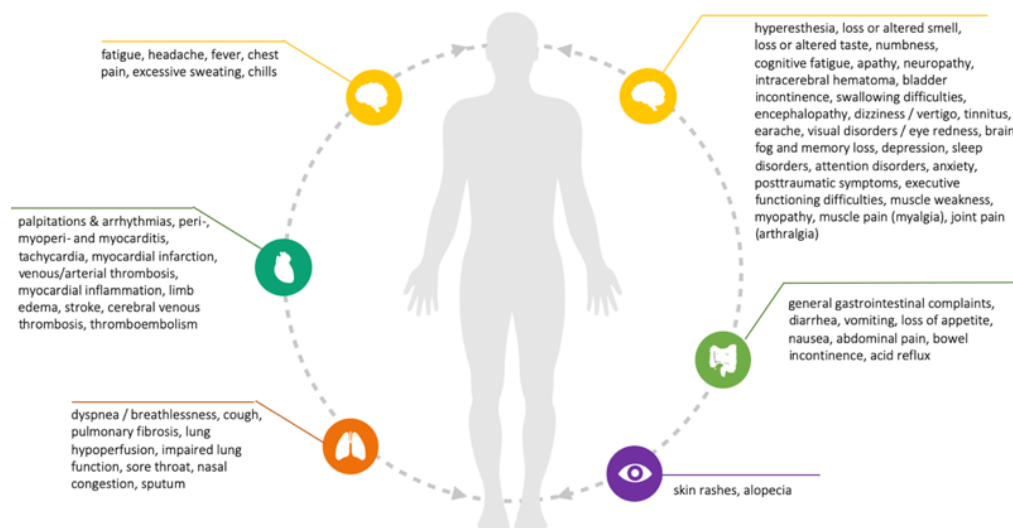 fatigue, headache, fever, chest
pain, excessive sweating, chills
hyperesthesia, loss or altered smell,
loss or altered taste, numbness,
cognitive fatigue, apathy, neuropathy,
intracerebral hematoma, bladder
incontinence, swallowing difficulties,
encephalopathy, dizziness / vertigo, tinnitus,
earache, visual disorders / eye redness, brain
fog and memory loss, depression, sleep
disorders, attention disorders, anxiety,
posttraumatic symptoms, executive
functioning difficulties, muscle weakness,
myopathy, muscle pain (myalgia), joint pain
(arthralgia)
palpitations & arrhythmias, peri-,
myoperi- and myocarditis,
tachycardia, myocardial infarction,
venous/arterial thrombosis,
myocardial inflammation, limb
edema, stroke, cerebral venous
thrombosis, thromboembolism
general gastrointestinal complaints,
diarrhea, vomiting, loss of appetite,
nausea, abdominal pain, bowel
incontinence, acid reflux
dyspnea / breathlessness, cough,
pulmonary fibrosis, lung
hypoperfusion, impaired lung
function, sore throat, nasal
congestion, sputum
skin rashes, alopecia